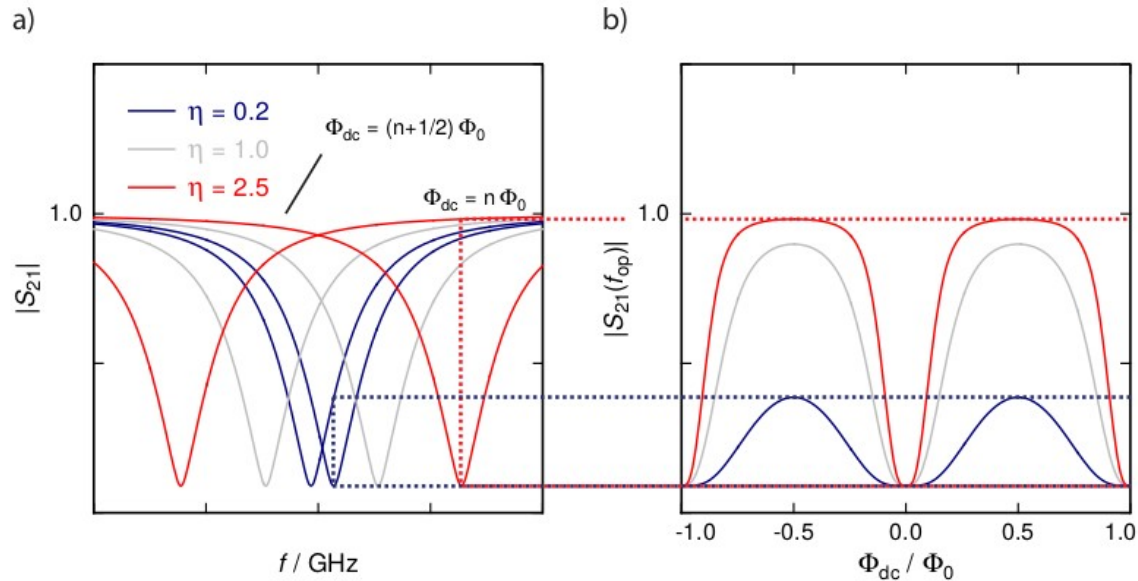 a)
b)
η = 0.2
η = 1.0
η = 2.5
Φdc = (n+1/2) Φ0
Φdc = n Φ0
1.0
|S21|
f / GHz
1.0
|S21(fop)|
-1.0 -0.5 0.0 0.5 1.0
Φdc / Φ0